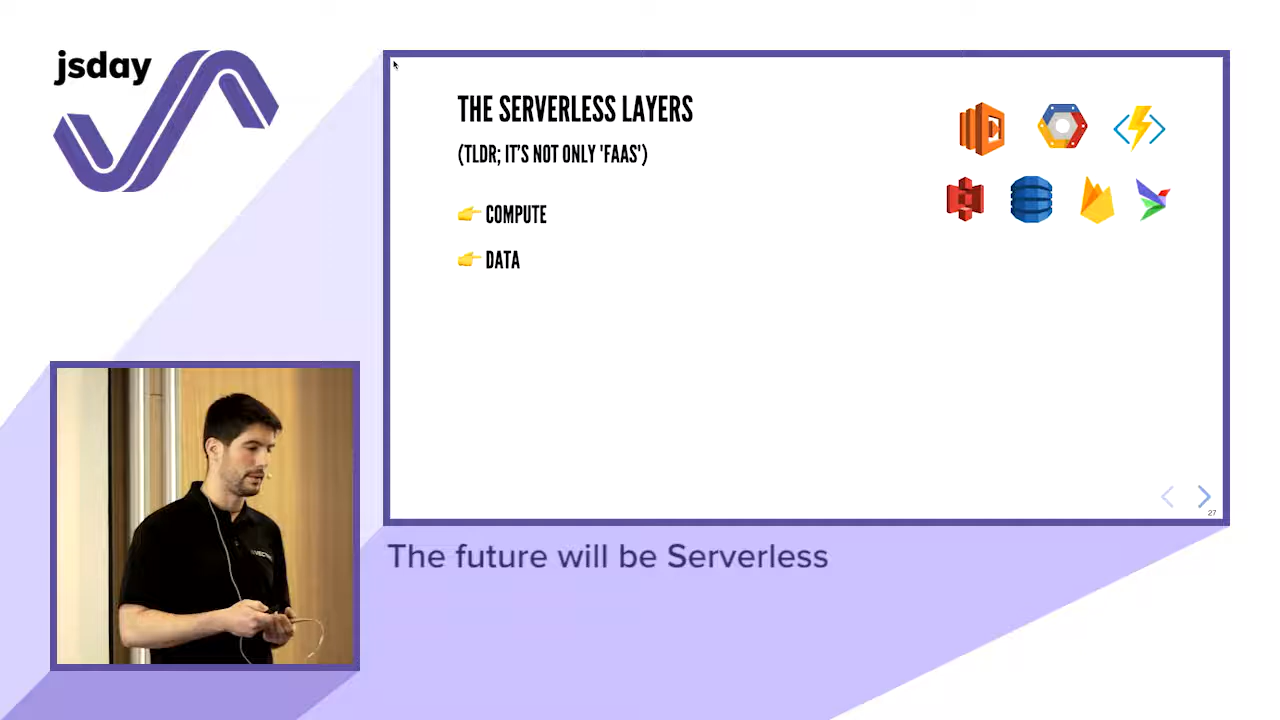 jsday
THE SERVERLESS LAYERS
(TLDR; IT'S NOT ONLY 'FAAS')
👉 COMPUTE
👉 DATA
27
The future will be Serverless